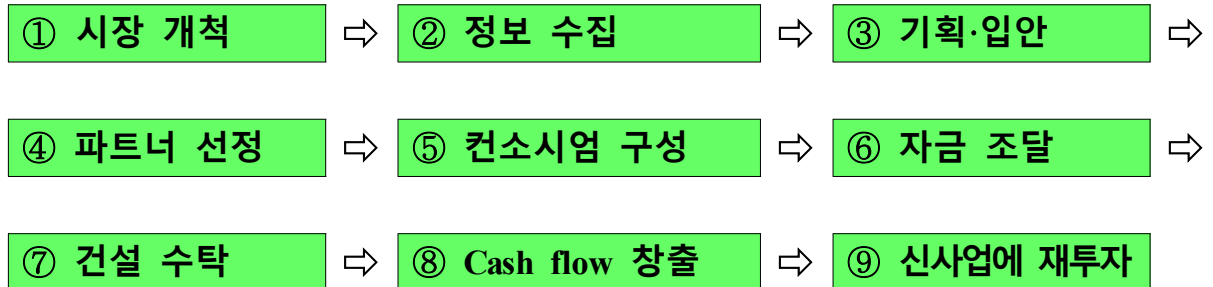 ① 시장 개척 ⇨ ② 정보 수집 ⇨ ③ 기획·입안 ⇨
④ 파트너 선정 ⇨ ⑤ 컨소시엄 구성 ⇨ ⑥ 자금 조달 ⇨
⑦ 건설 수탁 ⇨ ⑧ Cash flow 창출 ⇨ ⑨ 신사업에 재투자